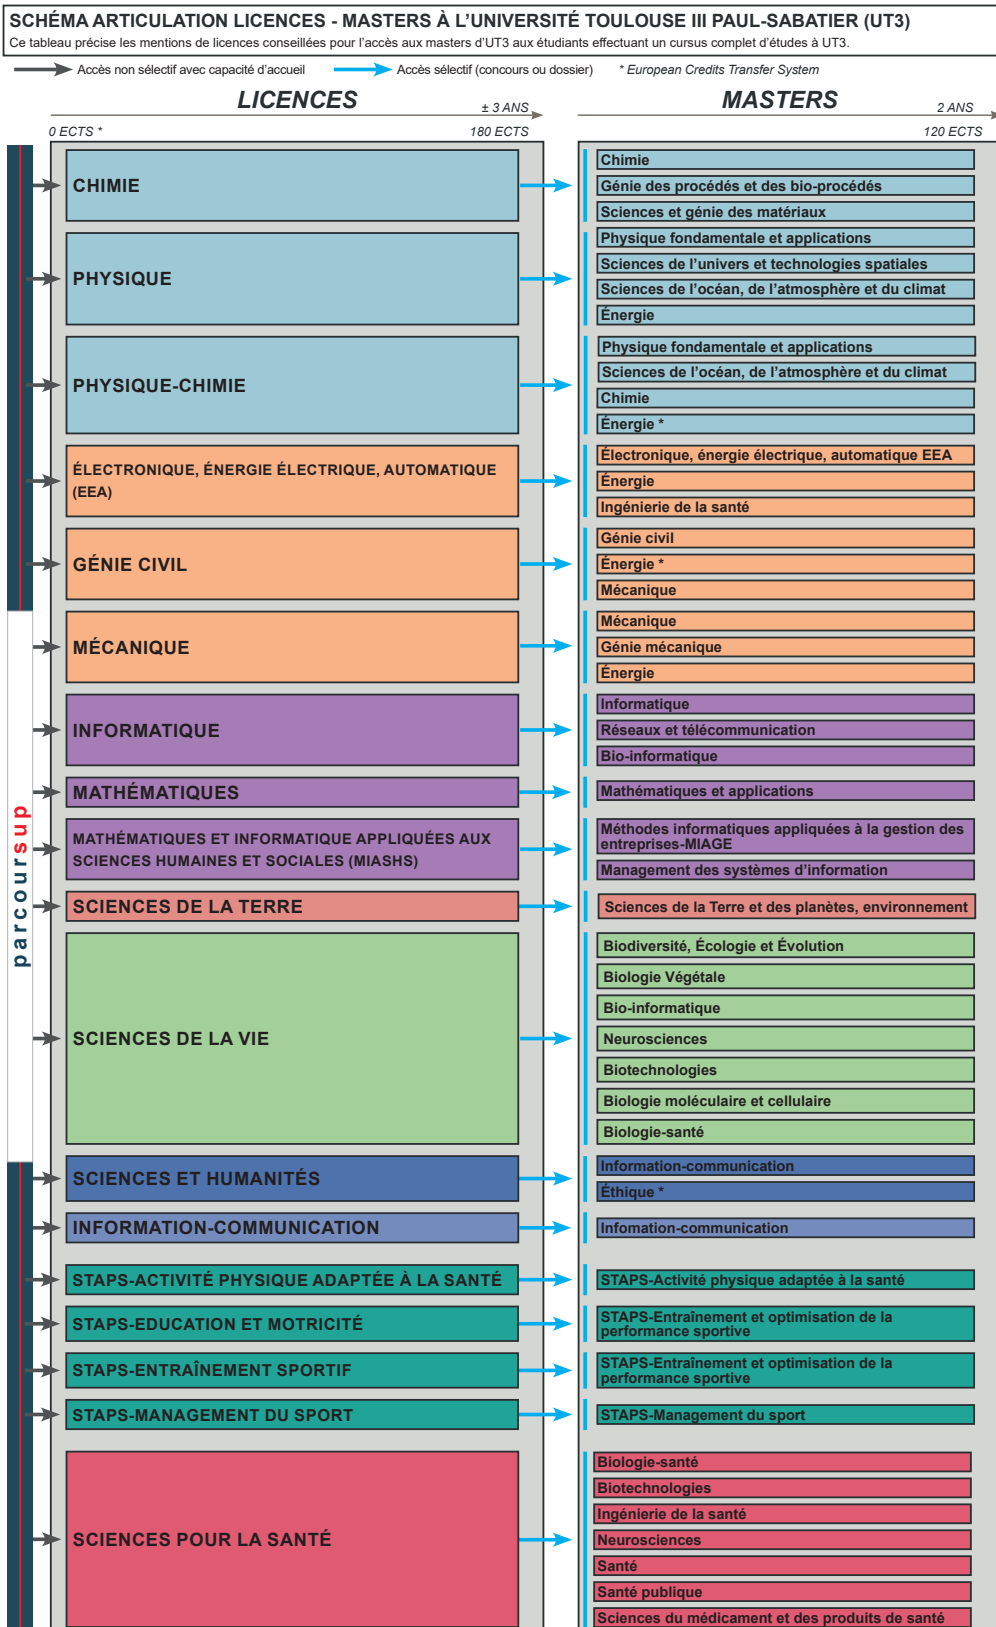 SCHÉMA ARTICULATION LICENCES - MASTERS À L'UNIVERSITÉ TOULOUSE III PAUL-SABATIER (UT3)
Ce tableau précise les mentions de licences conseillées pour l'accès aux masters d'UT3 aux étudiants effectuant un cursus complet d'études à UT3.
Accès non sélectif avec capacité d'accueil
Accès sélectif (concours ou dossier)
* European Credits Transfer System
LICENCES
± 3 ANS
0 ECTS *
180 ECTS
MASTERS
2 ANS
120 ECTS
parcoursup
CHIMIE
Chimie
Génie des procédés et des bio-procédés
Sciences et génie des matériaux
PHYSIQUE
Physique fondamentale et applications
Sciences de l'univers et technologies spatiales
Sciences de l'océan, de l'atmosphère et du climat
Énergie
PHYSIQUE-CHIMIE
Physique fondamentale et applications
Sciences de l'océan, de l'atmosphère et du climat
Chimie
Énergie *
ÉLECTRONIQUE, ÉNERGIE ÉLECTRIQUE, AUTOMATIQUE
(EEA)
Électronique, énergie électrique, automatique EEA
Énergie
Ingénierie de la santé
GÉNIE CIVIL
Génie civil
Énergie *
Mécanique
MÉCANIQUE
Mécanique
Génie mécanique
Énergie
INFORMATIQUE
Informatique
Réseaux et télécommunication
Bio-informatique
MATHÉMATIQUES
Mathématiques et applications
MATHÉMATIQUES ET INFORMATIQUE APPLIQUÉES AUX
SCIENCES HUMAINES ET SOCIALES (MIASHS)
Méthodes informatiques appliquées à la gestion des
entreprises-MIAGE
Management des systèmes d'information
SCIENCES DE LA TERRE
Sciences de la Terre et des planètes, environnement
SCIENCES DE LA VIE
Biodiversité, Écologie et Évolution
Biologie Végétale
Bio-informatique
Neurosciences
Biotechnologies
Biologie moléculaire et cellulaire
Biologie-santé
SCIENCES ET HUMANITÉS
Information-communication
Éthique *
INFORMATION-COMMUNICATION
Infomation-communication
STAPS-ACTIVITÉ PHYSIQUE ADAPTÉE À LA SANTÉ
STAPS-Activité physique adaptée à la santé
STAPS-EDUCATION ET MOTRICITÉ
STAPS-Entraînement et optimisation de la
performance sportive
STAPS-ENTRAÎNEMENT SPORTIF
STAPS-Entraînement et optimisation de la
performance sportive
STAPS-MANAGEMENT DU SPORT
STAPS-Management du sport
SCIENCES POUR LA SANTÉ
Biologie-santé
Biotechnologies
Ingénierie de la santé
Neurosciences
Santé
Santé publique
Sciences du médicament et des produits de santé